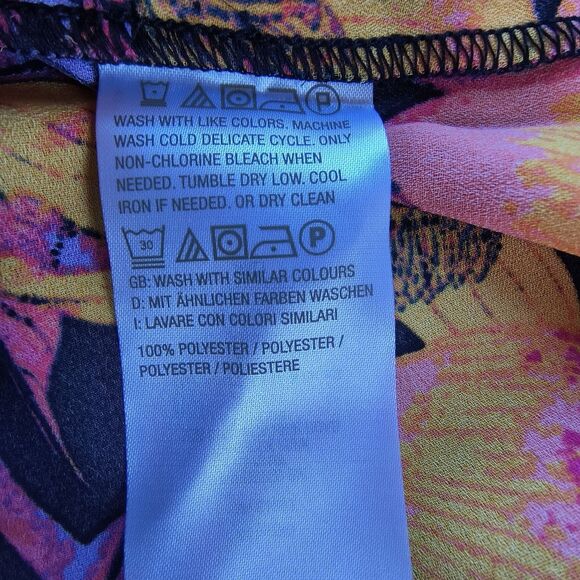 WASH WITH LIKE COLORS. MACHINE
WASH COLD DELICATE CYCLE. ONLY
NON-CHLORINE BLEACH WHEN
NEEDED. TUMBLE DRY LOW. COOL
IRON IF NEEDED. OR DRY CLEAN
30 P
GB: WASH WITH SIMILAR COLOURS
D: MIT ÄHNLICHEN FARBEN WASCHEN
I: LAVARE CON COLORI SIMILARI
100% POLYESTER / POLYESTER /
POLYESTER / POLIESTERE